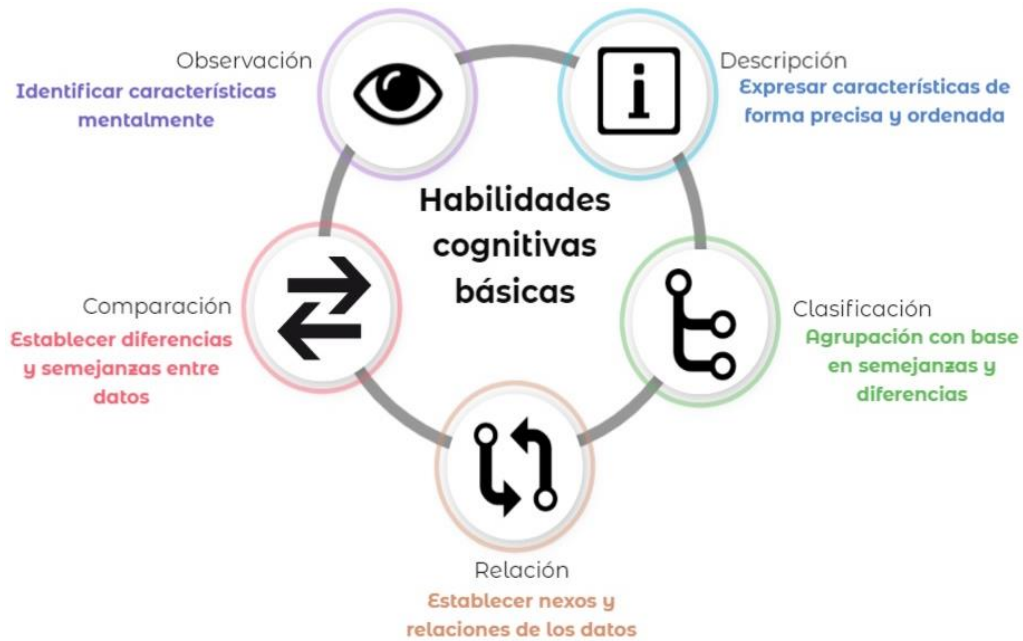 Habilidades
cognitivas
básicas
Observación
Identificar características
mentalmente
Descripción
Expresar características de
forma precisa y ordenada
i
Comparación
Establecer diferencias
y semejanzas entre
datos
Clasificación
Agrupación con base
en semejanzas y
diferencias
Relación
Establecer nexos y
relaciones de los datos